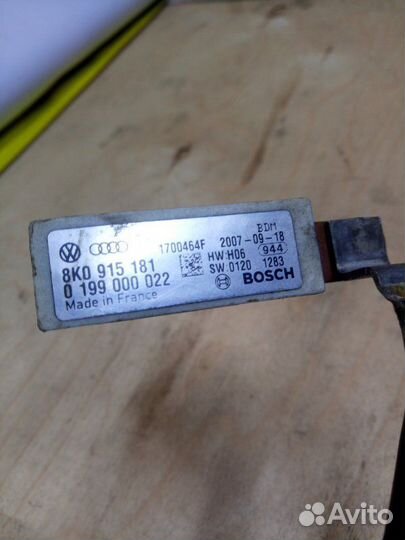 BDM
1700464F 2007-09-18
8K0 915 181 HW:H06 944
0 199 000 022 SW:0120 1283
Made in France BOSCH
Avito